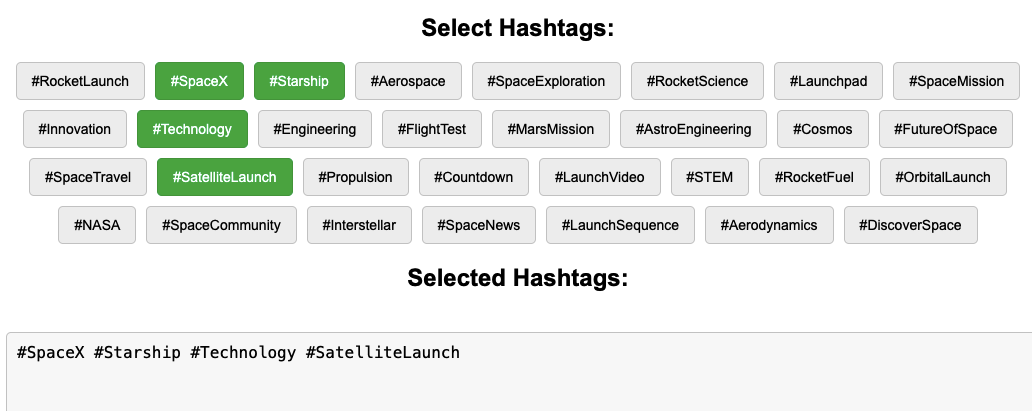 Select Hashtags:
#RocketLaunch #SpaceX #Starship #Aerospace #SpaceExploration #RocketScience #Launchpad #SpaceMission
#Innovation #Technology #Engineering #FlightTest #MarsMission #AstroEngineering #Cosmos #FutureOfSpace
#SpaceTravel #SatelliteLaunch #Propulsion #Countdown #LaunchVideo #STEM #RocketFuel #OrbitalLaunch
#NASA #SpaceCommunity #Interstellar #SpaceNews #LaunchSequence #Aerodynamics #DiscoverSpace
Selected Hashtags:
#SpaceX #Starship #Technology #SatelliteLaunch